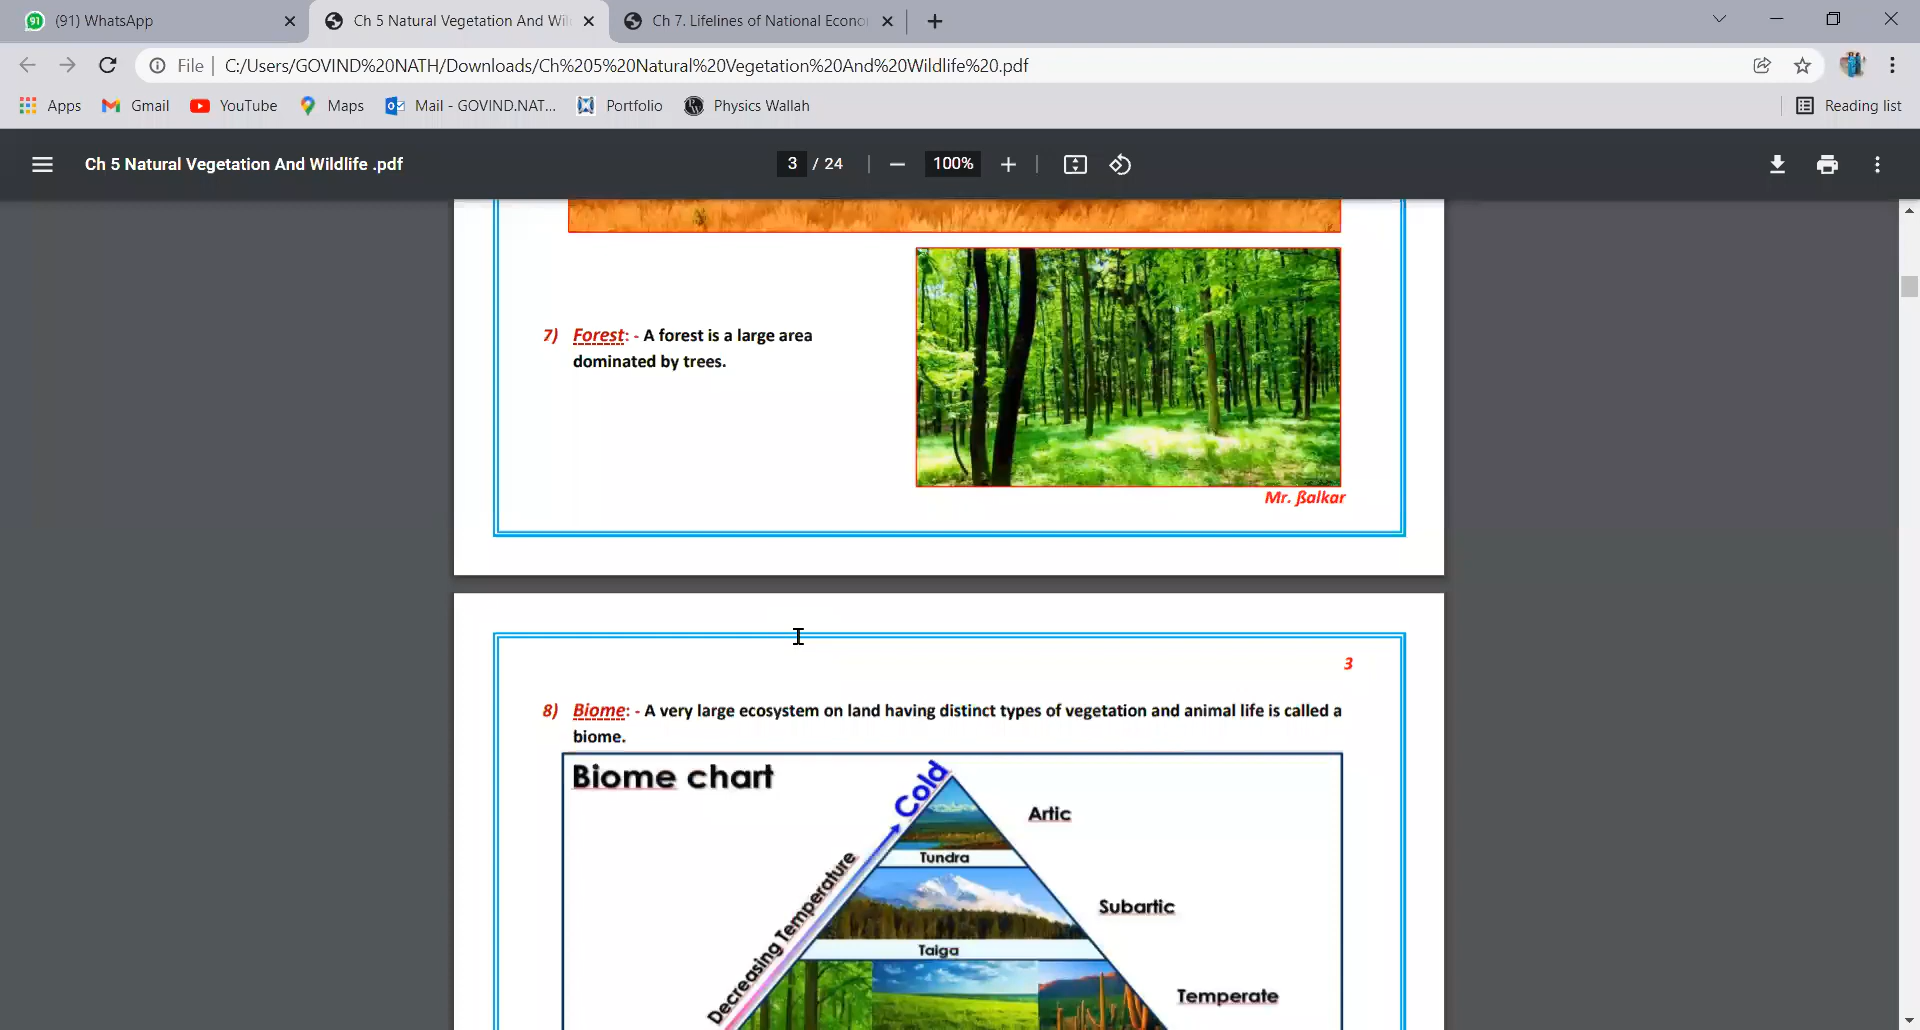 (91) WhatsApp
Ch 5 Natural Vegetation And Wil
Ch 7. Lifelines of National Econo
File
C:/Users/GOVIND%20NATH/Downloads/Ch%205%20Natural%20Vegetation%20And%20Wildlife%20.pdf
Apps
Gmail
YouTube
Maps
Mail - GOVIND.NAT...
Portfolio
Physics Wallah
Reading list
Ch 5 Natural Vegetation And Wildlife .pdf
3 / 24
100%
7) Forest: - A forest is a large area
dominated by trees.
Mr. ßalkar
3
8) Biome: - A very large ecosystem on land having distinct types of vegetation and animal life is called a
biome.
Biome chart
Cold
Artic
Tundra
Decreasing Temperature
Subartic
Taiga
Temperate